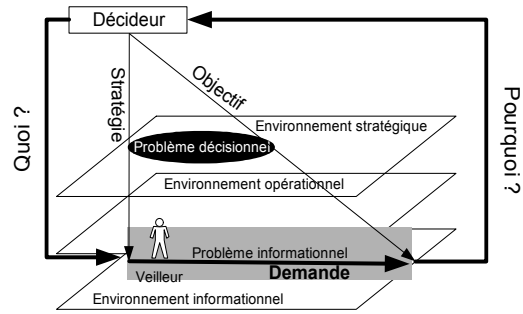 Décideur
Quoi ?
Stratégie
Objectif
Pourquoi ?
Environnement stratégique
Problème décisionnel
Environnement opérationnel
Problème informationnel
Demande
Veilleur
Environnement informationnel